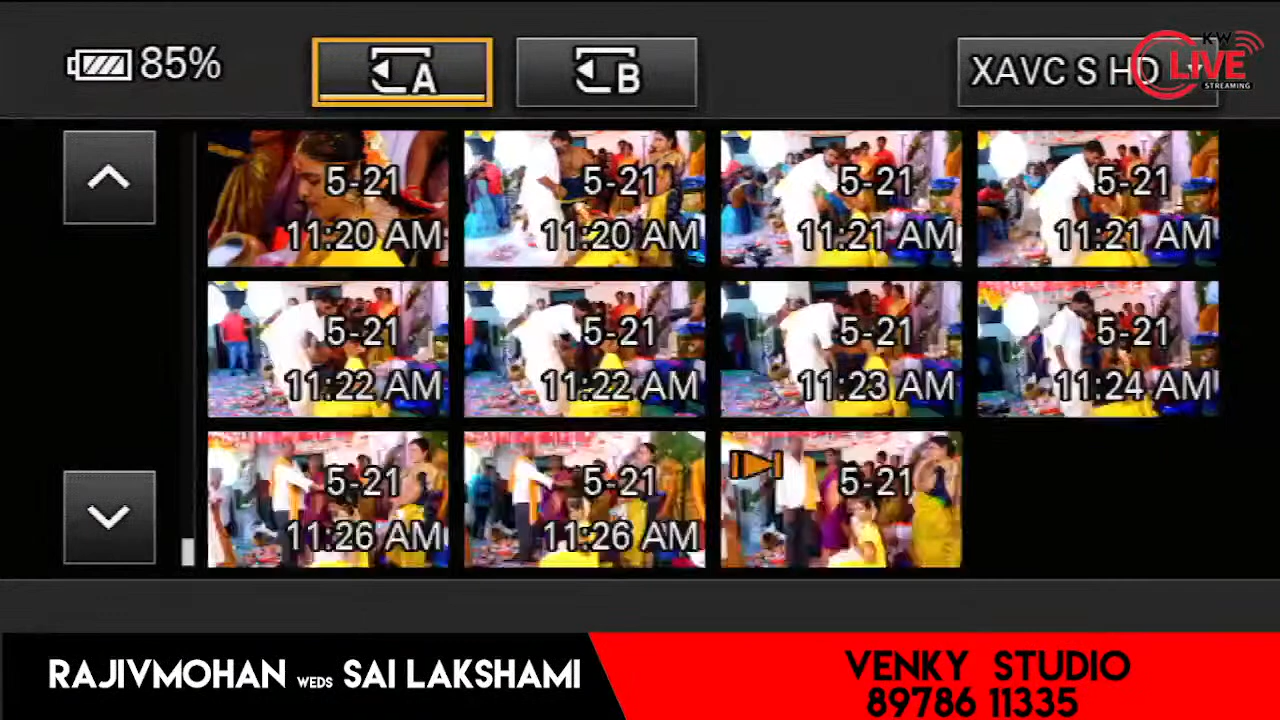 85%
A
B
XAVC S HD
KW
LIVE
STREAMING
5-21
11:20 AM
5-21
11:20 AM
5-21
11:21 AM
5-21
11:21 AM
5-21
11:22 AM
5-21
11:22 AM
5-21
11:23 AM
5-21
11:24 AM
5-21
11:26 AM
5-21
11:26 AM
5-21
RAJIVMOHAN WEDS SAI LAKSHAMI
VENKY STUDIO
89786 11335